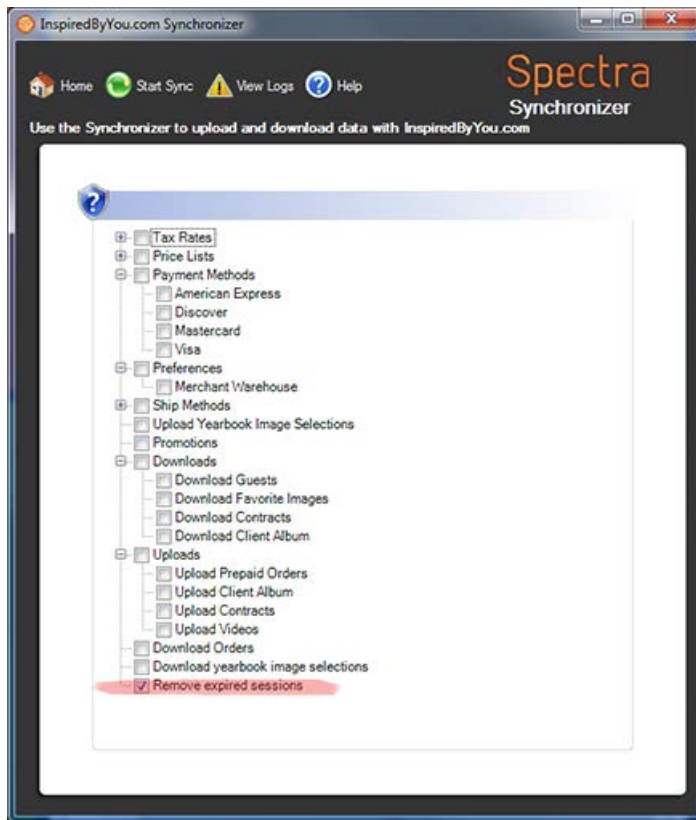 InspiredByYou.com Synchronizer
Home Start Sync View Logs Help
Spectra
Synchronizer
Use the Synchronizer to upload and download data with InspiredByYou.com
Tax Rates
Price Lists
Payment Methods
American Express
Discover
Mastercard
Visa
Preferences
Merchant Warehouse
Ship Methods
Upload Yearbook Image Selections
Promotions
Downloads
Download Guests
Download Favorite Images
Download Contracts
Download Client Album
Uploads
Upload Prepaid Orders
Upload Client Album
Upload Contracts
Upload Videos
Download Orders
Download yearbook image selections
Remove expired sessions